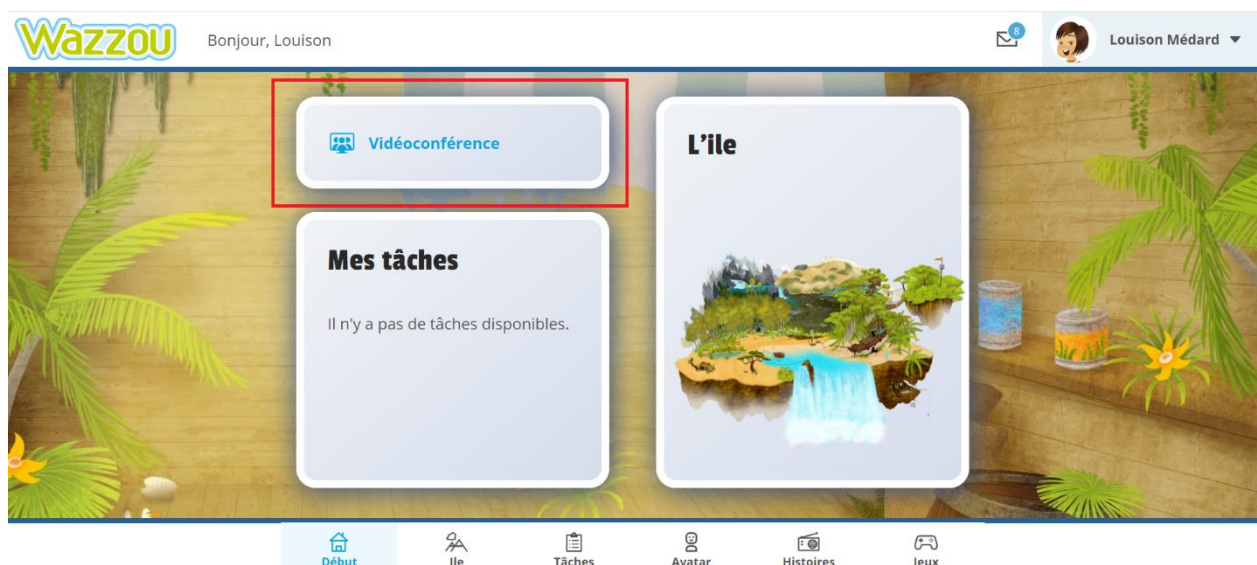 Wazzou
Bonjour, Louison
8
Louison Médard
Vidéoconférence
Mes tâches
Il n'y a pas de tâches disponibles.
L'ile
Début
Ile
Tâches
Avatar
Histoires
Jeux